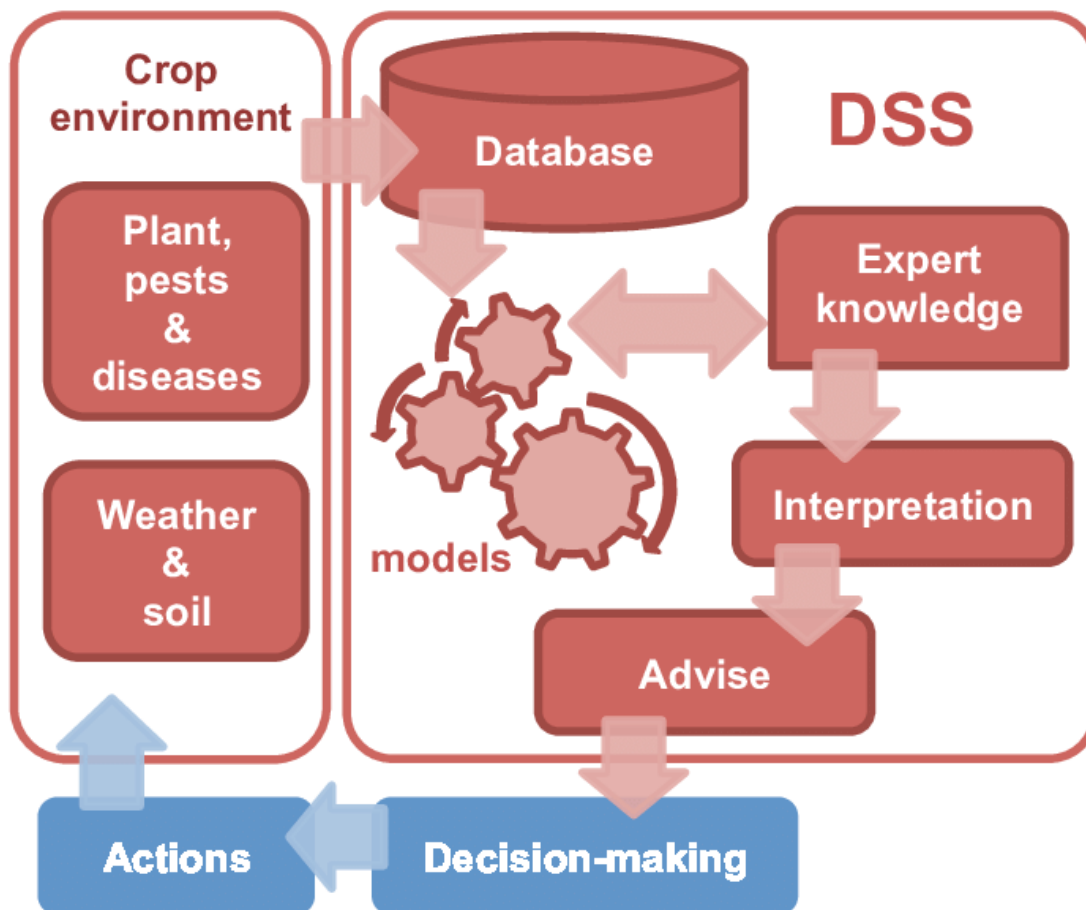 Crop
environment
Plant,
pests
&
diseases
Weather
&
soil
DSS
Database
Expert
knowledge
models
Interpretation
Advise
Decision-making
Actions